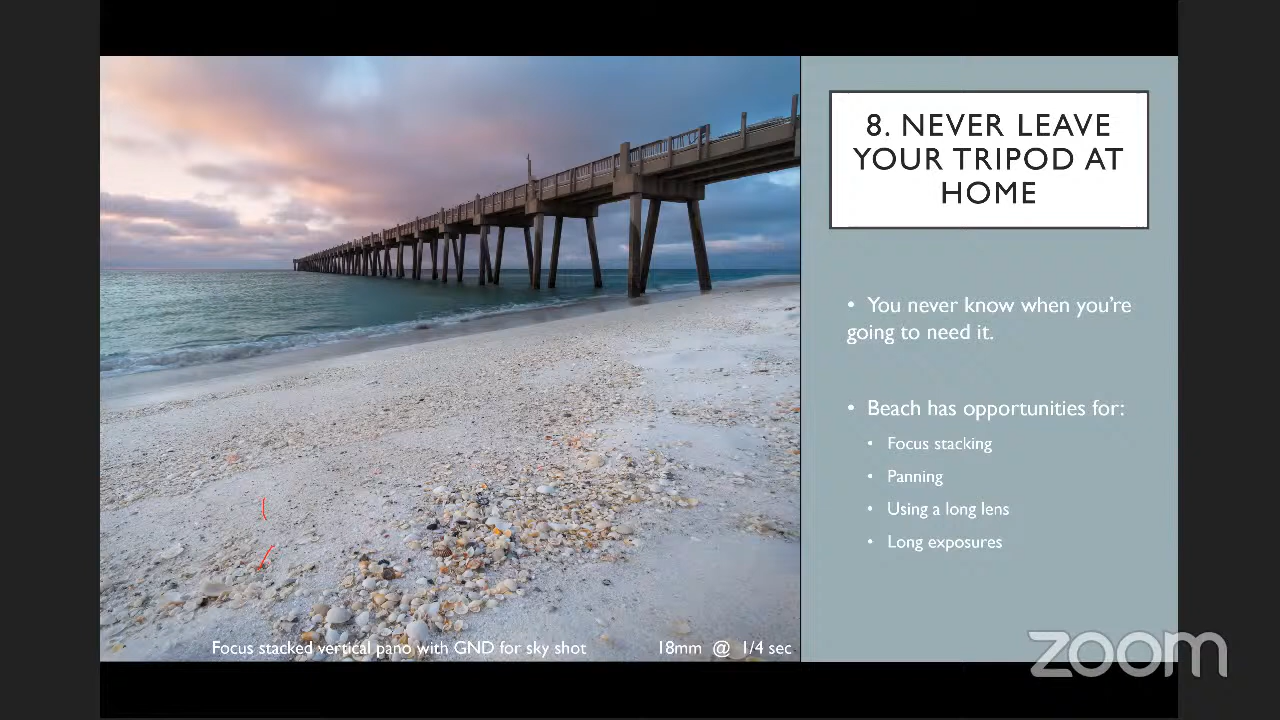 8. NEVER LEAVE
YOUR TRIPOD AT
HOME
• You never know when you're
going to need it.
• Beach has opportunities for:
• Focus stacking
• Panning
• Using a long lens
• Long exposures
Focus stacked vertical pano with GND for sky shot
18mm @ 1/4 sec
zoom